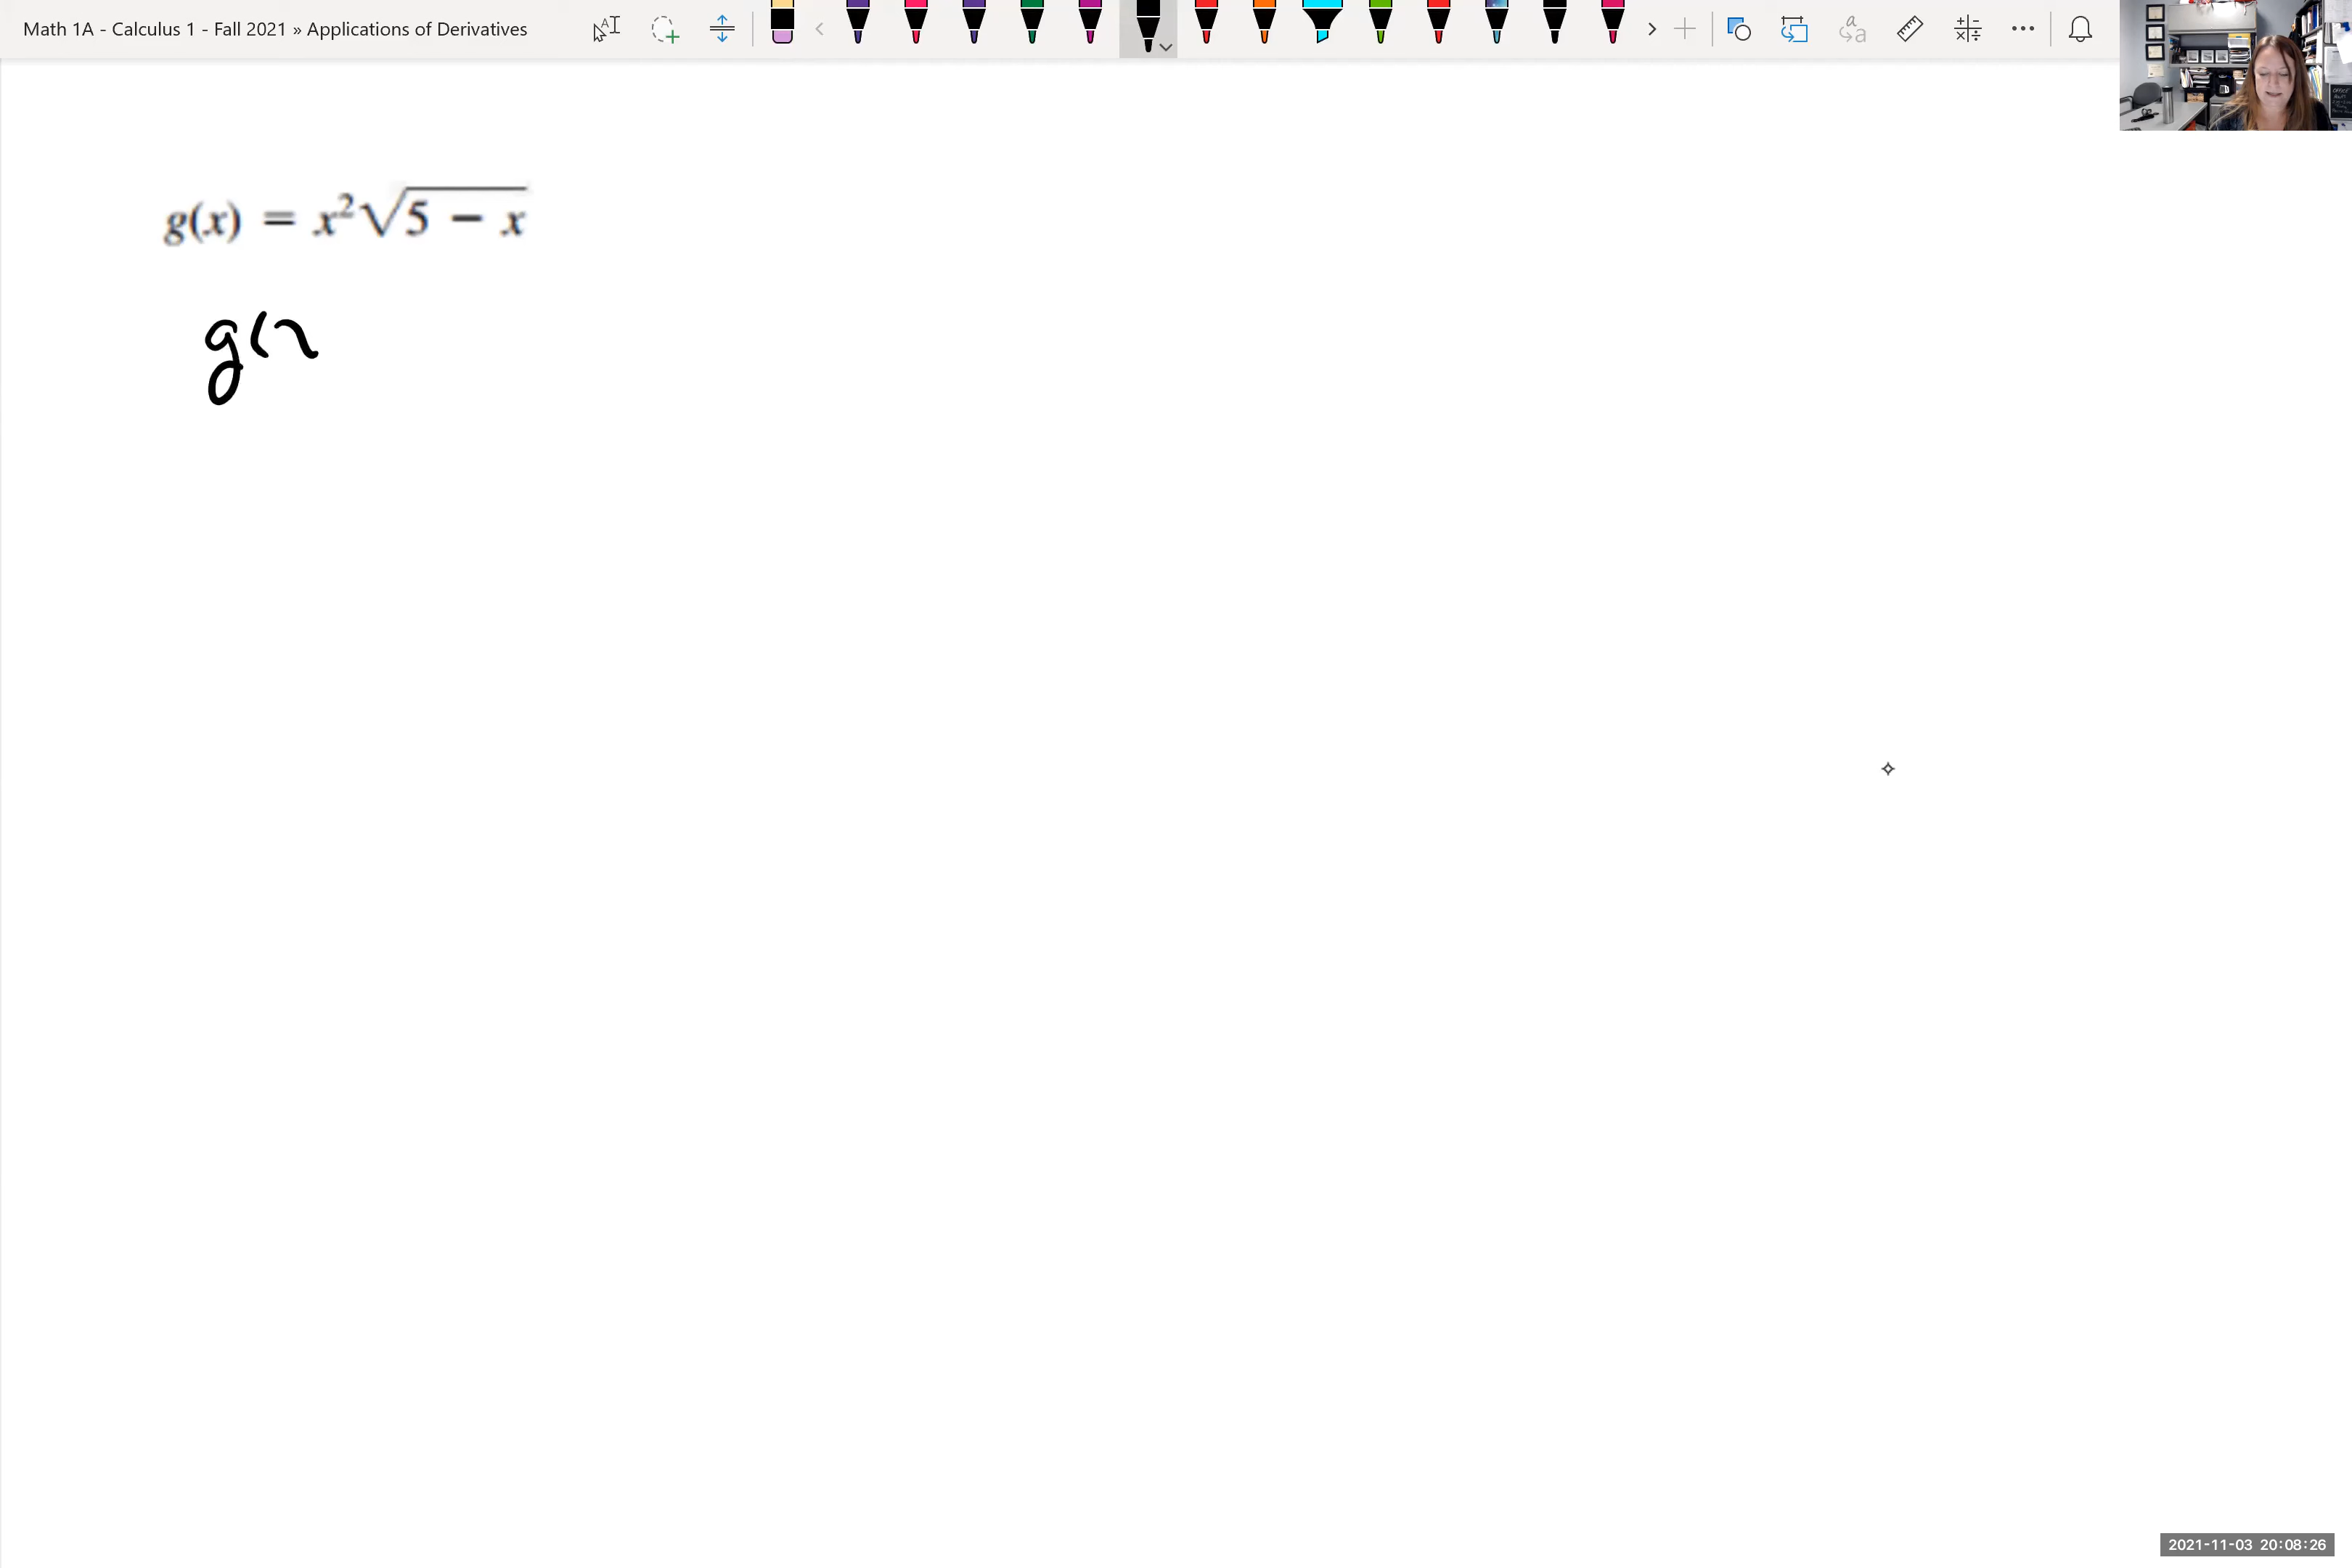 Math 1A - Calculus 1 - Fall 2021 » Applications of Derivatives
g(x) = x²√(5 − x)
g(
2021-11-03 20:08:26